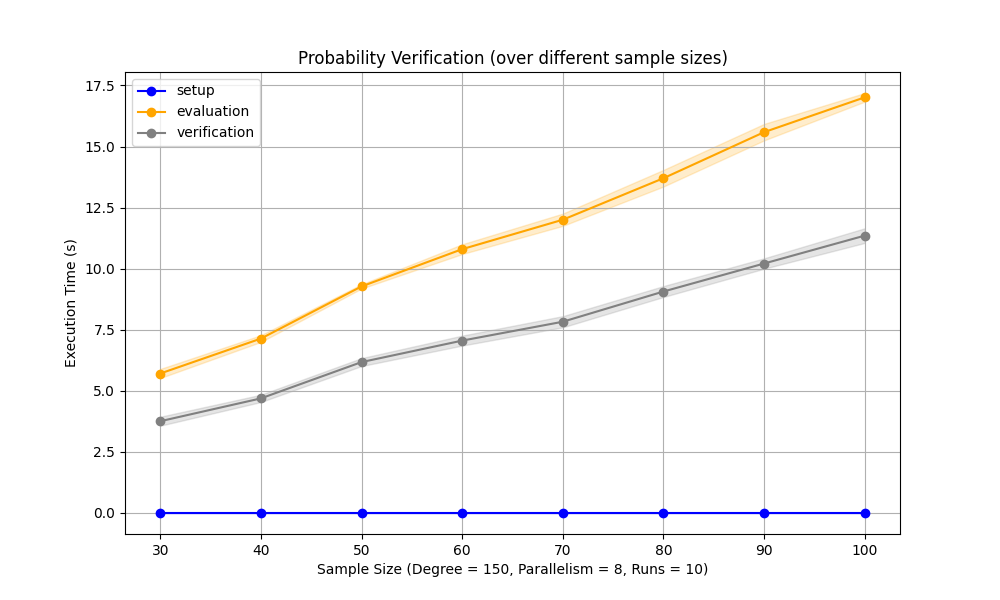 Probability Verification (over different sample sizes)
setup
evaluation
verification
Execution Time (s)
17.5
15.0
12.5
10.0
7.5
5.0
2.5
0.0
30 40 50 60 70 80 90 100
Sample Size (Degree = 150, Parallelism = 8, Runs = 10)